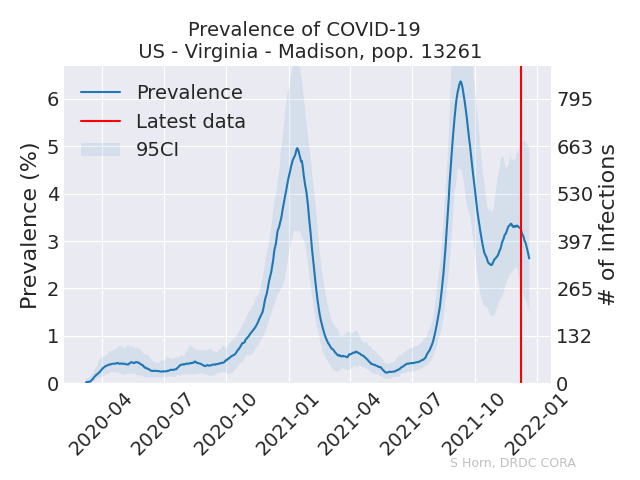 Prevalence of COVID-19
US - Virginia - Madison, pop. 13261
Prevalence
Latest data
95CI
Prevalence (%)
6
5
4
3
2
1
0
795
663
530
397
265
132
0
# of infections
2020-04
2020-07
2020-10
2021-01
2021-04
2021-07
2021-10
2022-01
S Horn, DRDC CORA